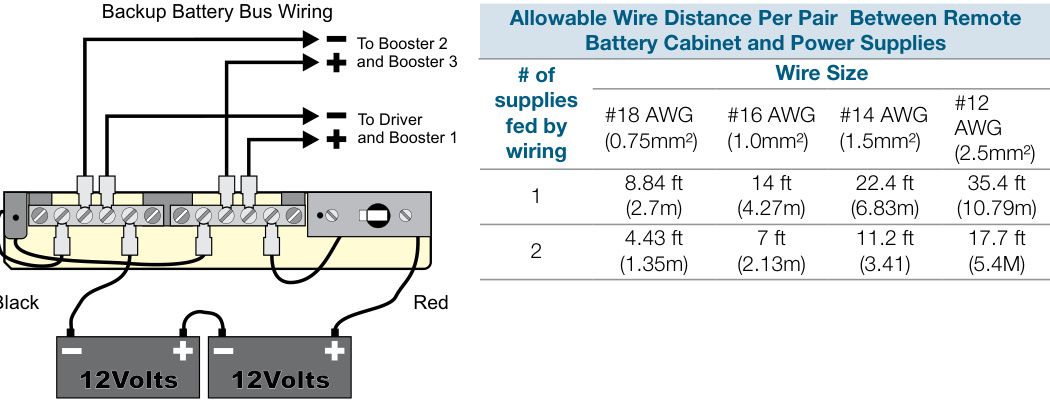 Backup Battery Bus Wiring
− To Booster 2
+ and Booster 3
− To Driver
+ and Booster 1
Black
Red
− + − +
12Volts 12Volts
Allowable Wire Distance Per Pair Between Remote
Battery Cabinet and Power Supplies
# of
supplies
fed by
wiring
Wire Size
#18 AWG
(0.75mm²)
#16 AWG
(1.0mm²)
#14 AWG
(1.5mm²)
#12
AWG
(2.5mm²)
1
8.84 ft
(2.7m)
14 ft
(4.27m)
22.4 ft
(6.83m)
35.4 ft
(10.79m)
2
4.43 ft
(1.35m)
7 ft
(2.13m)
11.2 ft
(3.41)
17.7 ft
(5.4M)